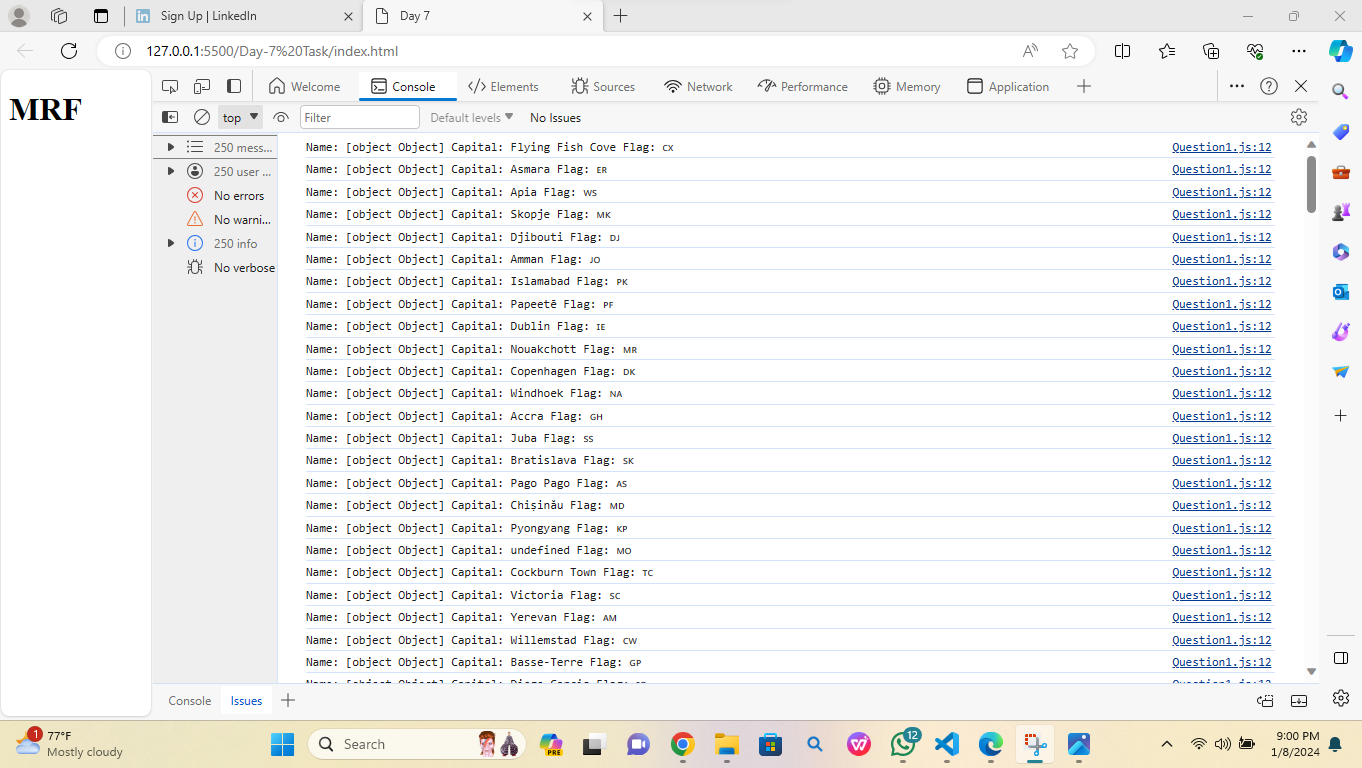 Sign Up | LinkedIn
Day 7
127.0.0.1:5500/Day-7%20Task/index.html
MRF
Welcome
Console
Elements
Sources
Network
Performance
Memory
Application
top
Filter
Default levels
No Issues
250 mess...
250 user ...
No errors
No warni...
250 info
No verbose
Name: [object Object] Capital: Flying Fish Cove Flag: CX Question1.js:12
Name: [object Object] Capital: Asmara Flag: ER Question1.js:12
Name: [object Object] Capital: Apia Flag: WS Question1.js:12
Name: [object Object] Capital: Skopje Flag: MK Question1.js:12
Name: [object Object] Capital: Djibouti Flag: DJ Question1.js:12
Name: [object Object] Capital: Amman Flag: JO Question1.js:12
Name: [object Object] Capital: Islamabad Flag: PK Question1.js:12
Name: [object Object] Capital: Papeetē Flag: PF Question1.js:12
Name: [object Object] Capital: Dublin Flag: IE Question1.js:12
Name: [object Object] Capital: Nouakchott Flag: MR Question1.js:12
Name: [object Object] Capital: Copenhagen Flag: DK Question1.js:12
Name: [object Object] Capital: Windhoek Flag: NA Question1.js:12
Name: [object Object] Capital: Accra Flag: GH Question1.js:12
Name: [object Object] Capital: Juba Flag: SS Question1.js:12
Name: [object Object] Capital: Bratislava Flag: SK Question1.js:12
Name: [object Object] Capital: Pago Pago Flag: AS Question1.js:12
Name: [object Object] Capital: Chișinău Flag: MD Question1.js:12
Name: [object Object] Capital: Pyongyang Flag: KP Question1.js:12
Name: [object Object] Capital: undefined Flag: MO Question1.js:12
Name: [object Object] Capital: Cockburn Town Flag: TC Question1.js:12
Name: [object Object] Capital: Victoria Flag: SC Question1.js:12
Name: [object Object] Capital: Yerevan Flag: AM Question1.js:12
Name: [object Object] Capital: Willemstad Flag: CW Question1.js:12
Name: [object Object] Capital: Basse-Terre Flag: GP Question1.js:12
Console
Issues
1
77°F
Mostly cloudy
Search
PRE
12
9:00 PM
1/8/2024